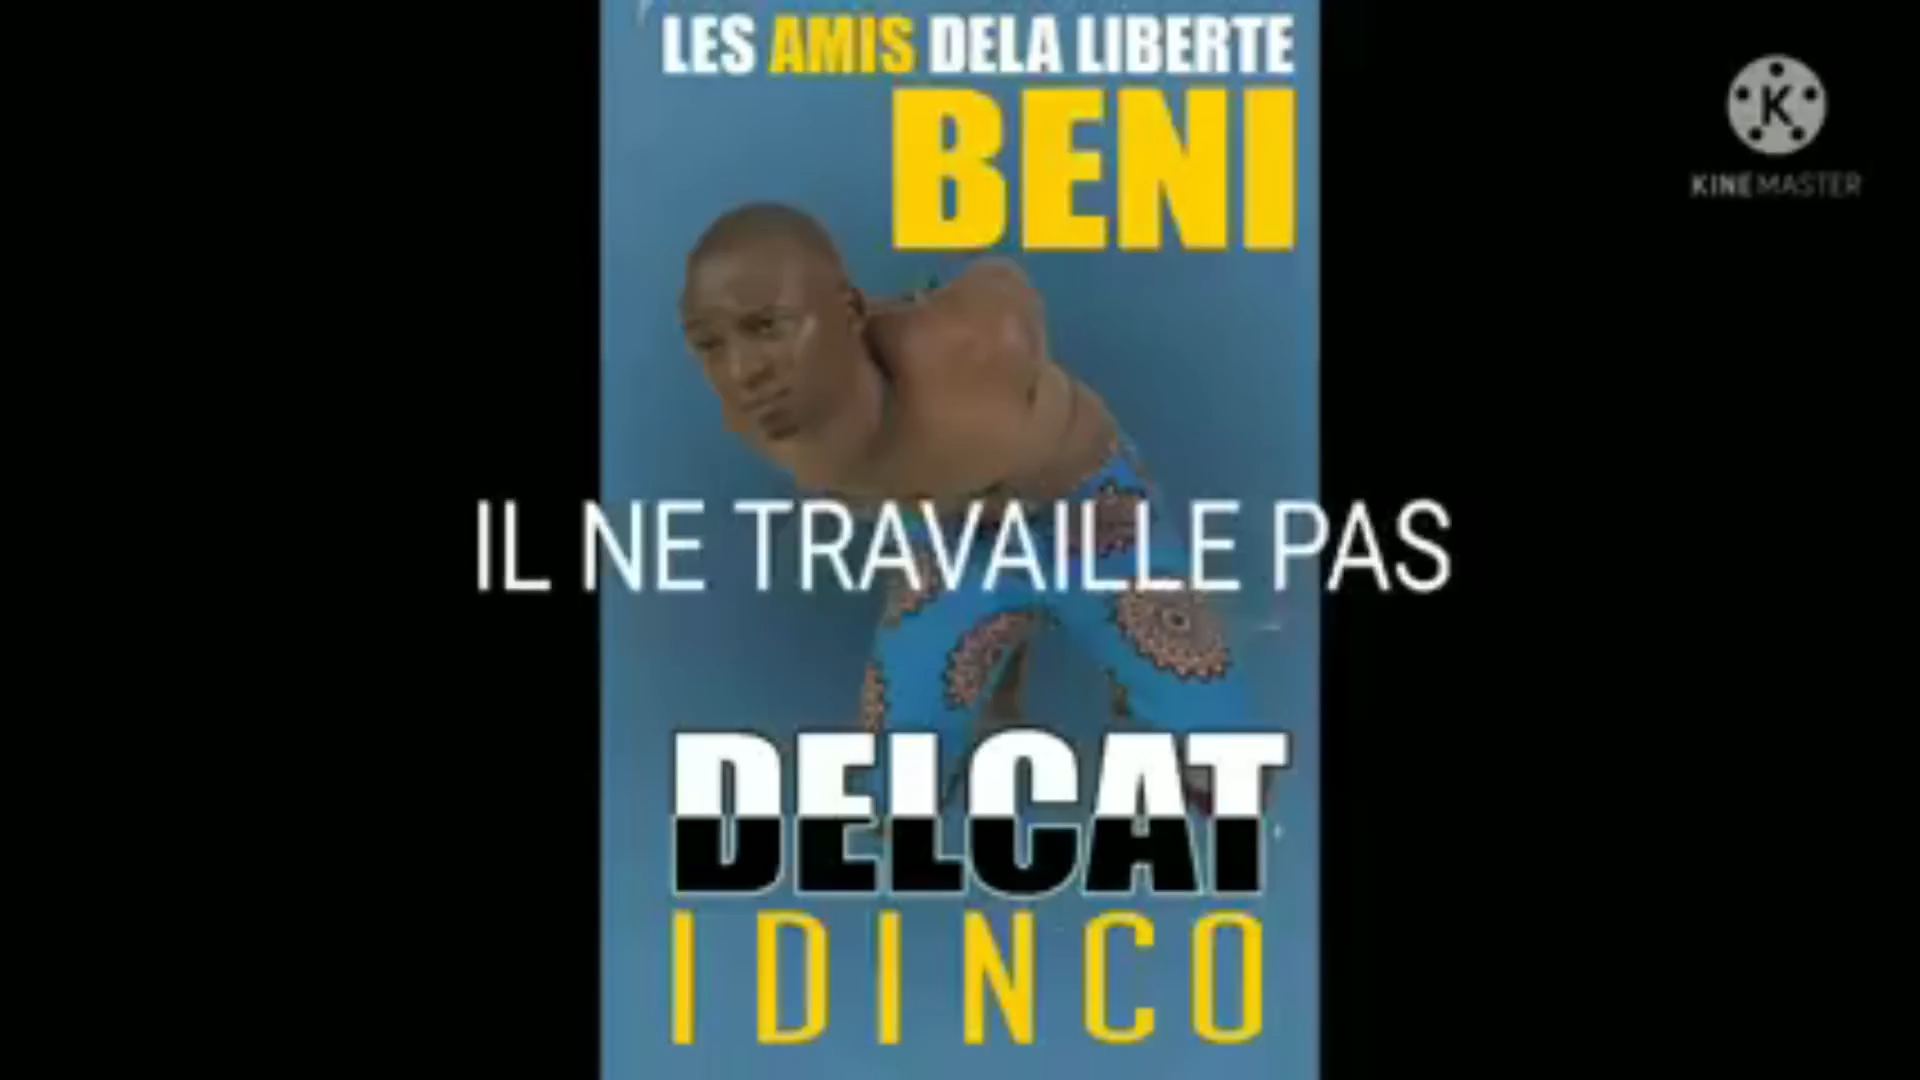 LES AMIS DELA LIBERTE
BENI
KINEMASTER
IL NE TRAVAILLE PAS
DELCAT
IDINCO